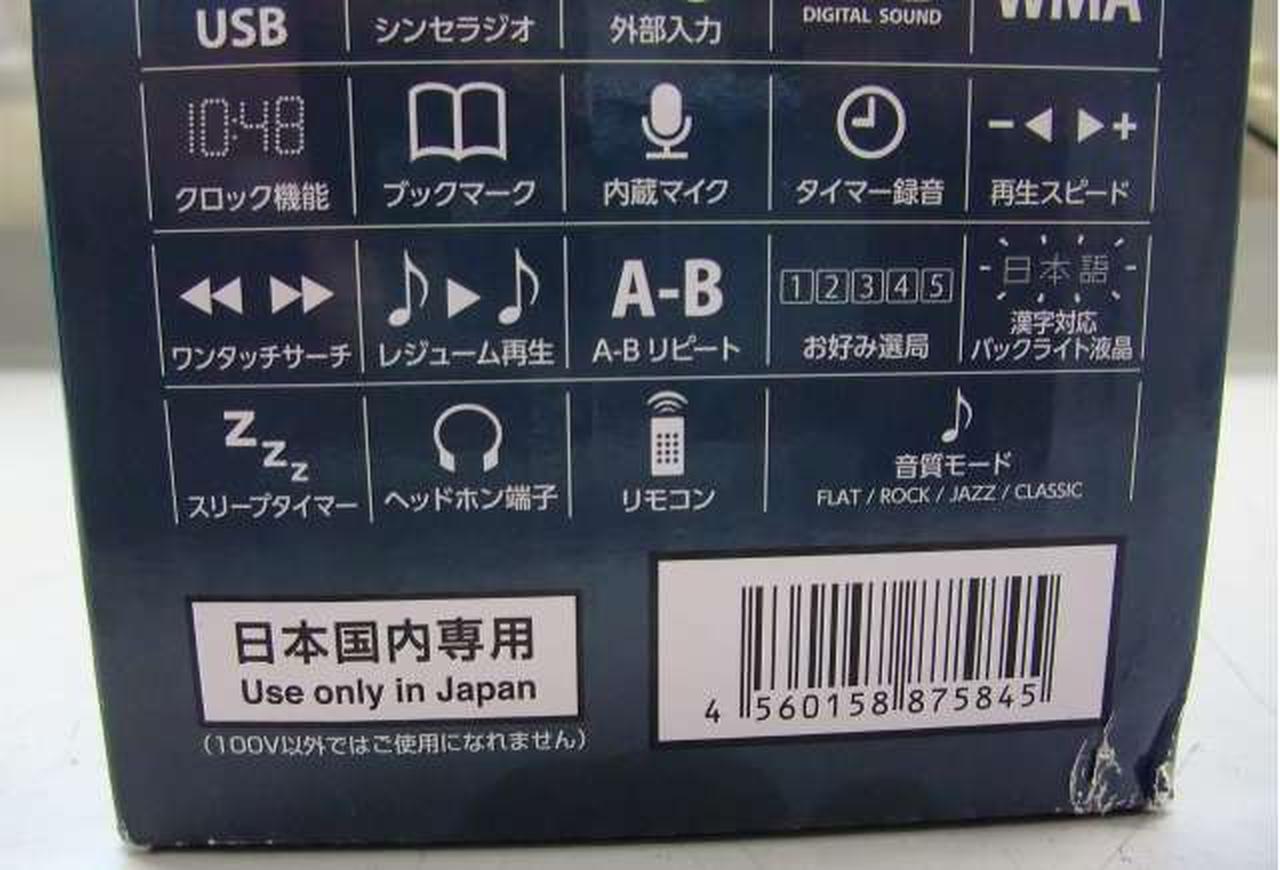 USB
シンセラジオ
外部入力
DIGITAL SOUND
WMA
10:48
クロック機能
ブックマーク
内蔵マイク
タイマー録音
再生スピード
ワンタッチサーチ
レジューム再生
A-B
A-Bリピート
1 2 3 4 5
お好み選局
日本語
漢字対応
バックライト液晶
Z z z
スリープタイマー
ヘッドホン端子
リモコン
音質モード
FLAT / ROCK / JAZZ / CLASSIC
日本国内専用
Use only in Japan
(100V以外ではご使用になれません)
4 560158 875845